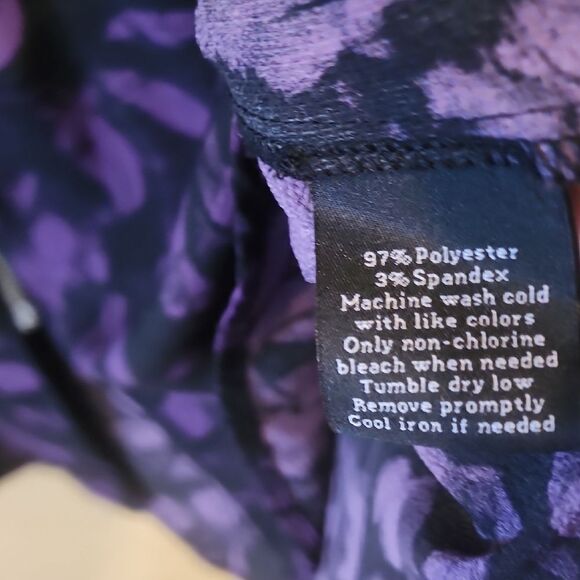 97% Polyester
3% Spandex
Machine wash cold
with like colors
Only non-chlorine
bleach when needed
Tumble dry low
Remove promptly
Cool iron if needed